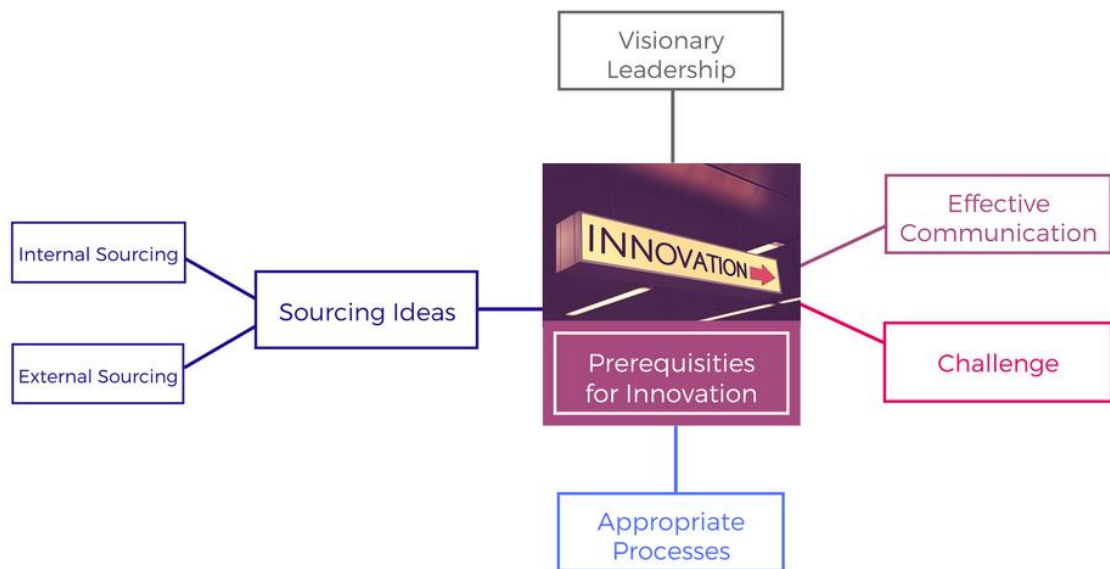 Visionary
Leadership
INNOVATION
Effective
Communication
Internal Sourcing
Sourcing Ideas
External Sourcing
Prerequisities
for Innovation
Challenge
Appropriate
Processes